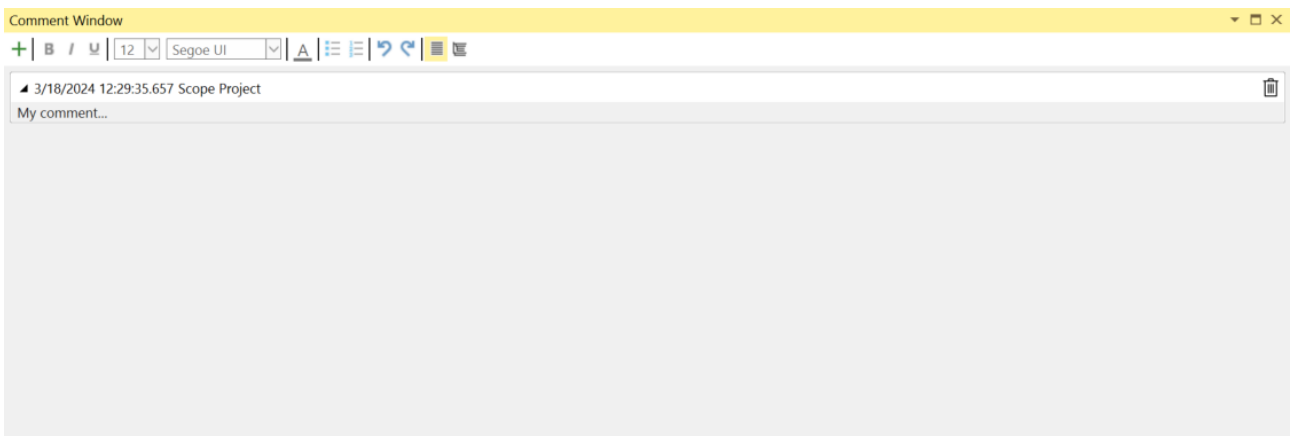 Comment Window
B I U 12 Segoe UI A
3/18/2024 12:29:35.657 Scope Project
My comment...